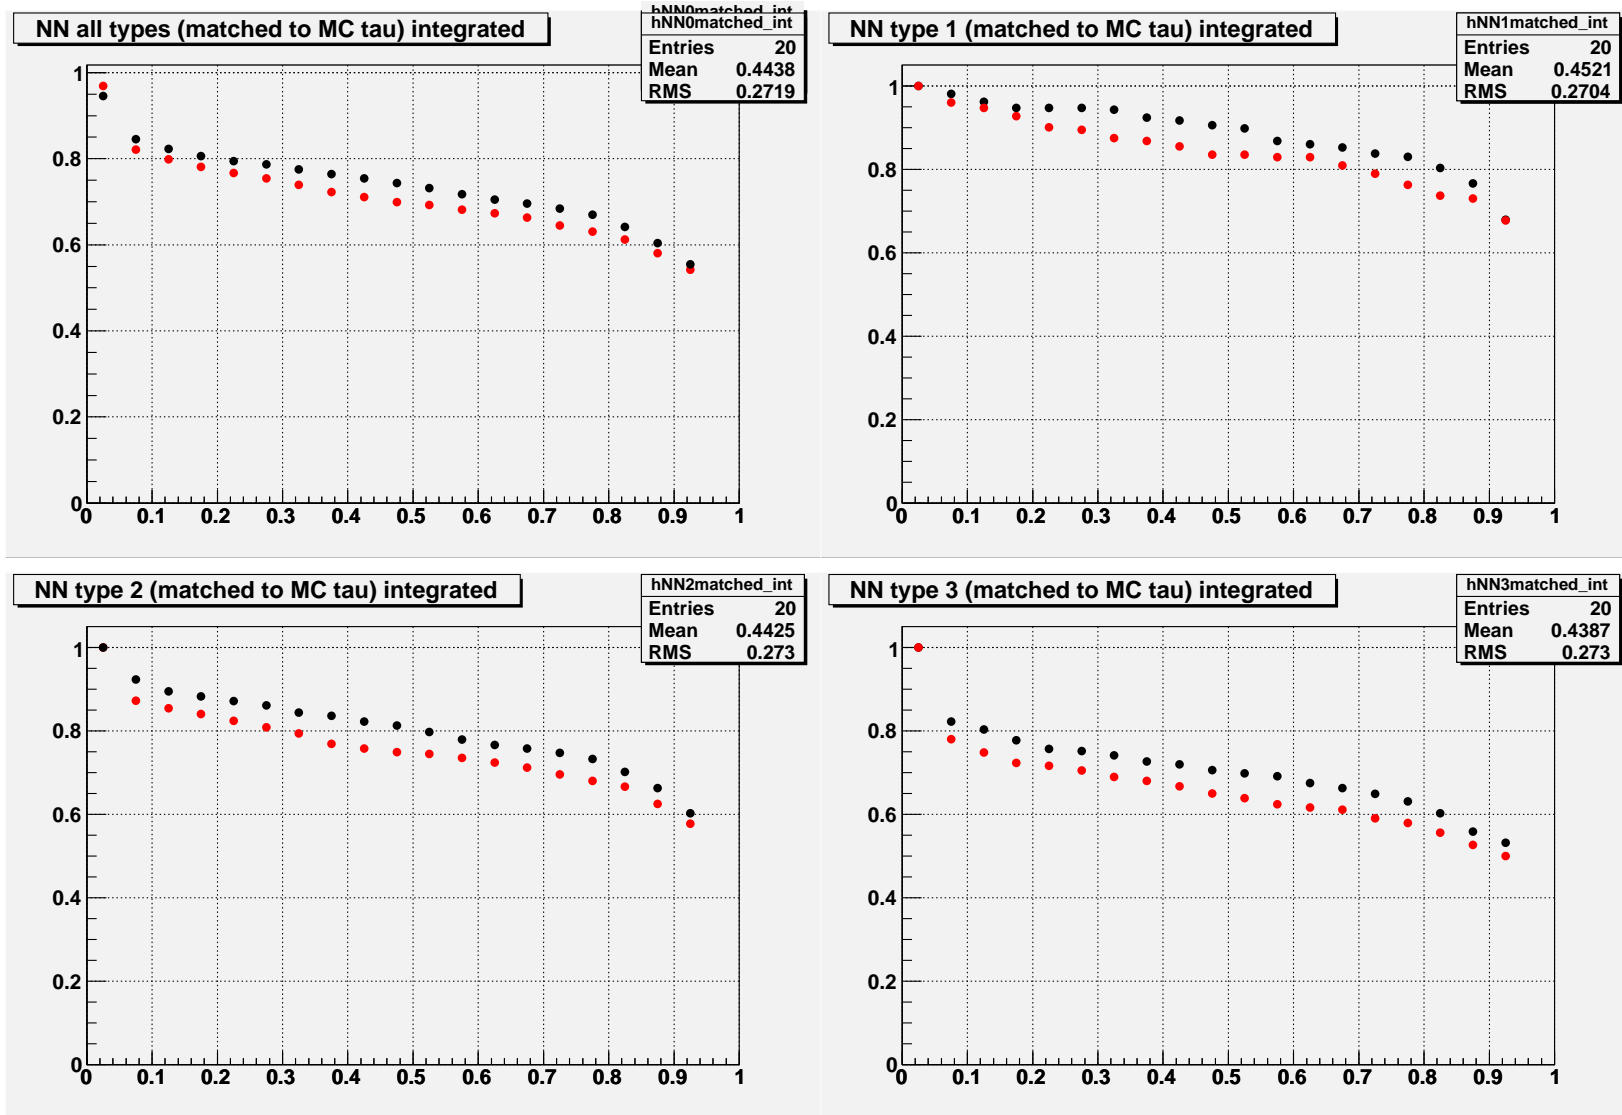 NN all types (matched to MC tau) integrated
hNN0matched_int
hNN0matched_int
Entries 20
Mean 0.4438
RMS 0.2719
1
0.8
0.6
0.4
0.2
0
0 0.1 0.2 0.3 0.4 0.5 0.6 0.7 0.8 0.9 1
NN type 1 (matched to MC tau) integrated
hNN1matched_int
Entries 20
Mean 0.4521
RMS 0.2704
1
0.8
0.6
0.4
0.2
0
0 0.1 0.2 0.3 0.4 0.5 0.6 0.7 0.8 0.9 1
NN type 2 (matched to MC tau) integrated
hNN2matched_int
Entries 20
Mean 0.4425
RMS 0.273
1
0.8
0.6
0.4
0.2
0
0 0.1 0.2 0.3 0.4 0.5 0.6 0.7 0.8 0.9 1
NN type 3 (matched to MC tau) integrated
hNN3matched_int
Entries 20
Mean 0.4387
RMS 0.273
1
0.8
0.6
0.4
0.2
0
0 0.1 0.2 0.3 0.4 0.5 0.6 0.7 0.8 0.9 1